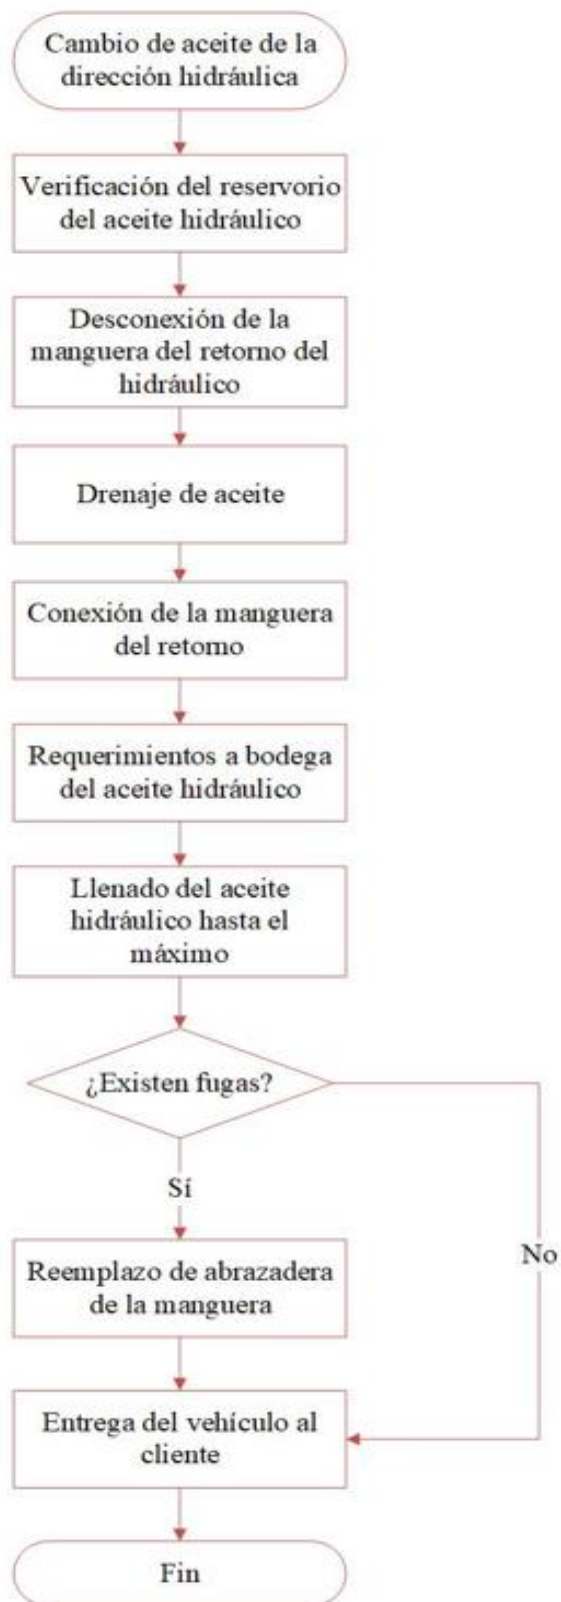 Cambio de aceite de la
dirección hidráulica
Verificación del reservorio
del aceite hidráulico
Desconexión de la
manguera del retorno del
hidráulico
Drenaje de aceite
Conexión de la manguera
del retorno
Requerimientos a bodega
del aceite hidráulico
Llenado del aceite
hidráulico hasta el
máximo
¿Existen fugas?
Sí
No
Reemplazo de abrazadera
de la manguera
Entrega del vehículo al
cliente
Fin